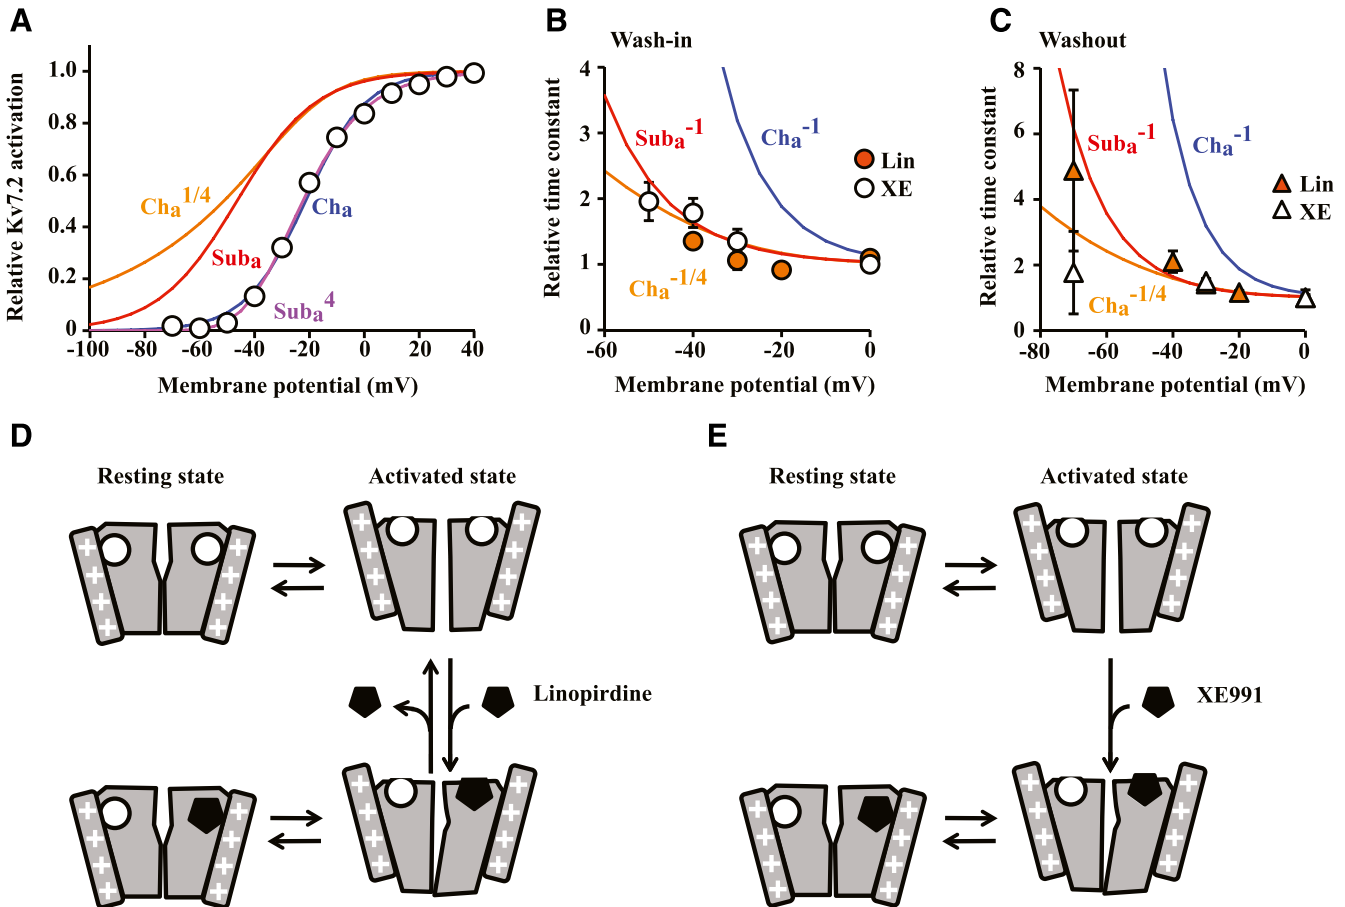 A
Relative Kv7.2 activation
1.0
0.8
0.6
0.4
0.2
0
-100
-80
-60
-40
-20
0
20
40
Membrane potential (mV)
Cha1/4
Suba
Cha
Suba4
B
Wash-in
Relative time constant
4
3
2
1
0
-60
-40
-20
0
Membrane potential (mV)
Suba-1
Cha-1
Cha-1/4
Lin
XE
C
Washout
Relative time constant
8
6
4
2
0
-80
-60
-40
-20
0
Membrane potential (mV)
Suba-1
Cha-1
Cha-1/4
Lin
XE
D
Resting state
Activated state
+ + + + + + + +
+ + + + + + + +
Linopirdine
+ + + + + + + +
+ + + + + + + +
E
Resting state
Activated state
+ + + + + + + +
+ + + + + + + +
XE991
+ + + + + + + +
+ + + + + + + +